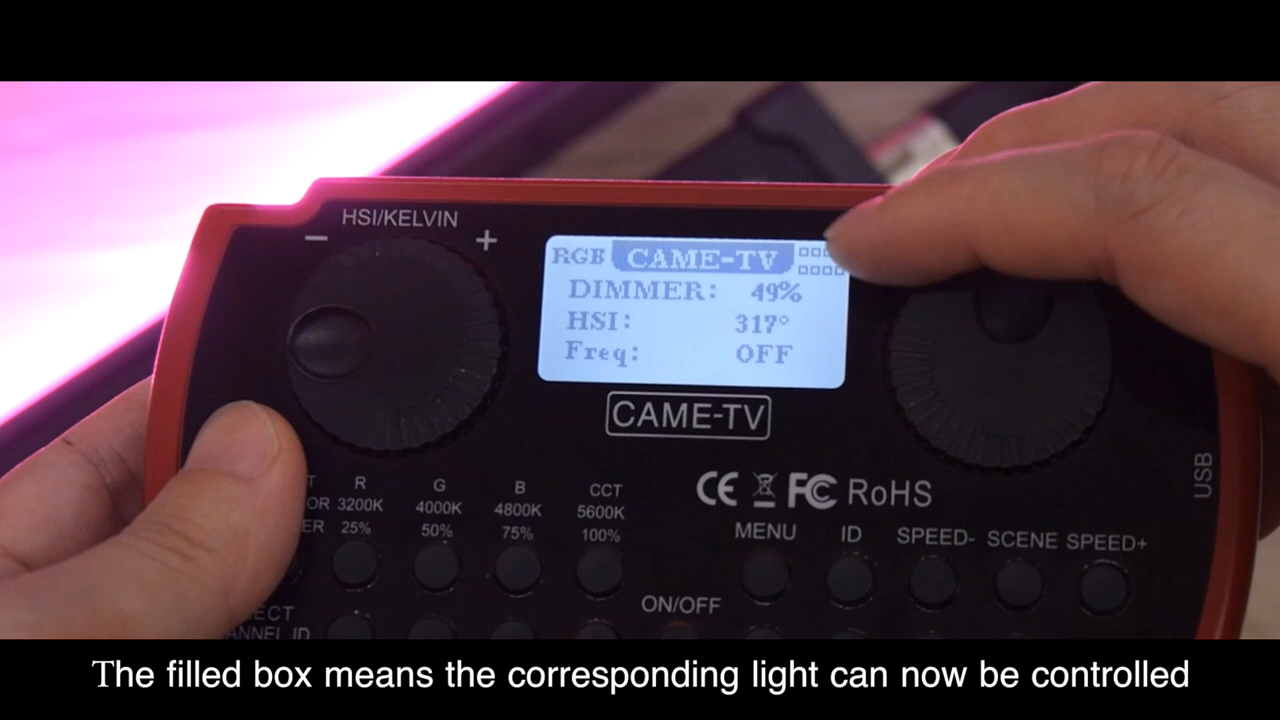 HSI/KELVIN
− +
RGB CAME-TV
DIMMER: 49%
HSI: 317°
Freq: OFF
CAME-TV
CE FC RoHS
USB
R G B CCT
3200K 4000K 4800K 5600K
25% 50% 75% 100%
MENU ID SPEED- SCENE SPEED+
ON/OFF
The filled box means the corresponding light can now be controlled